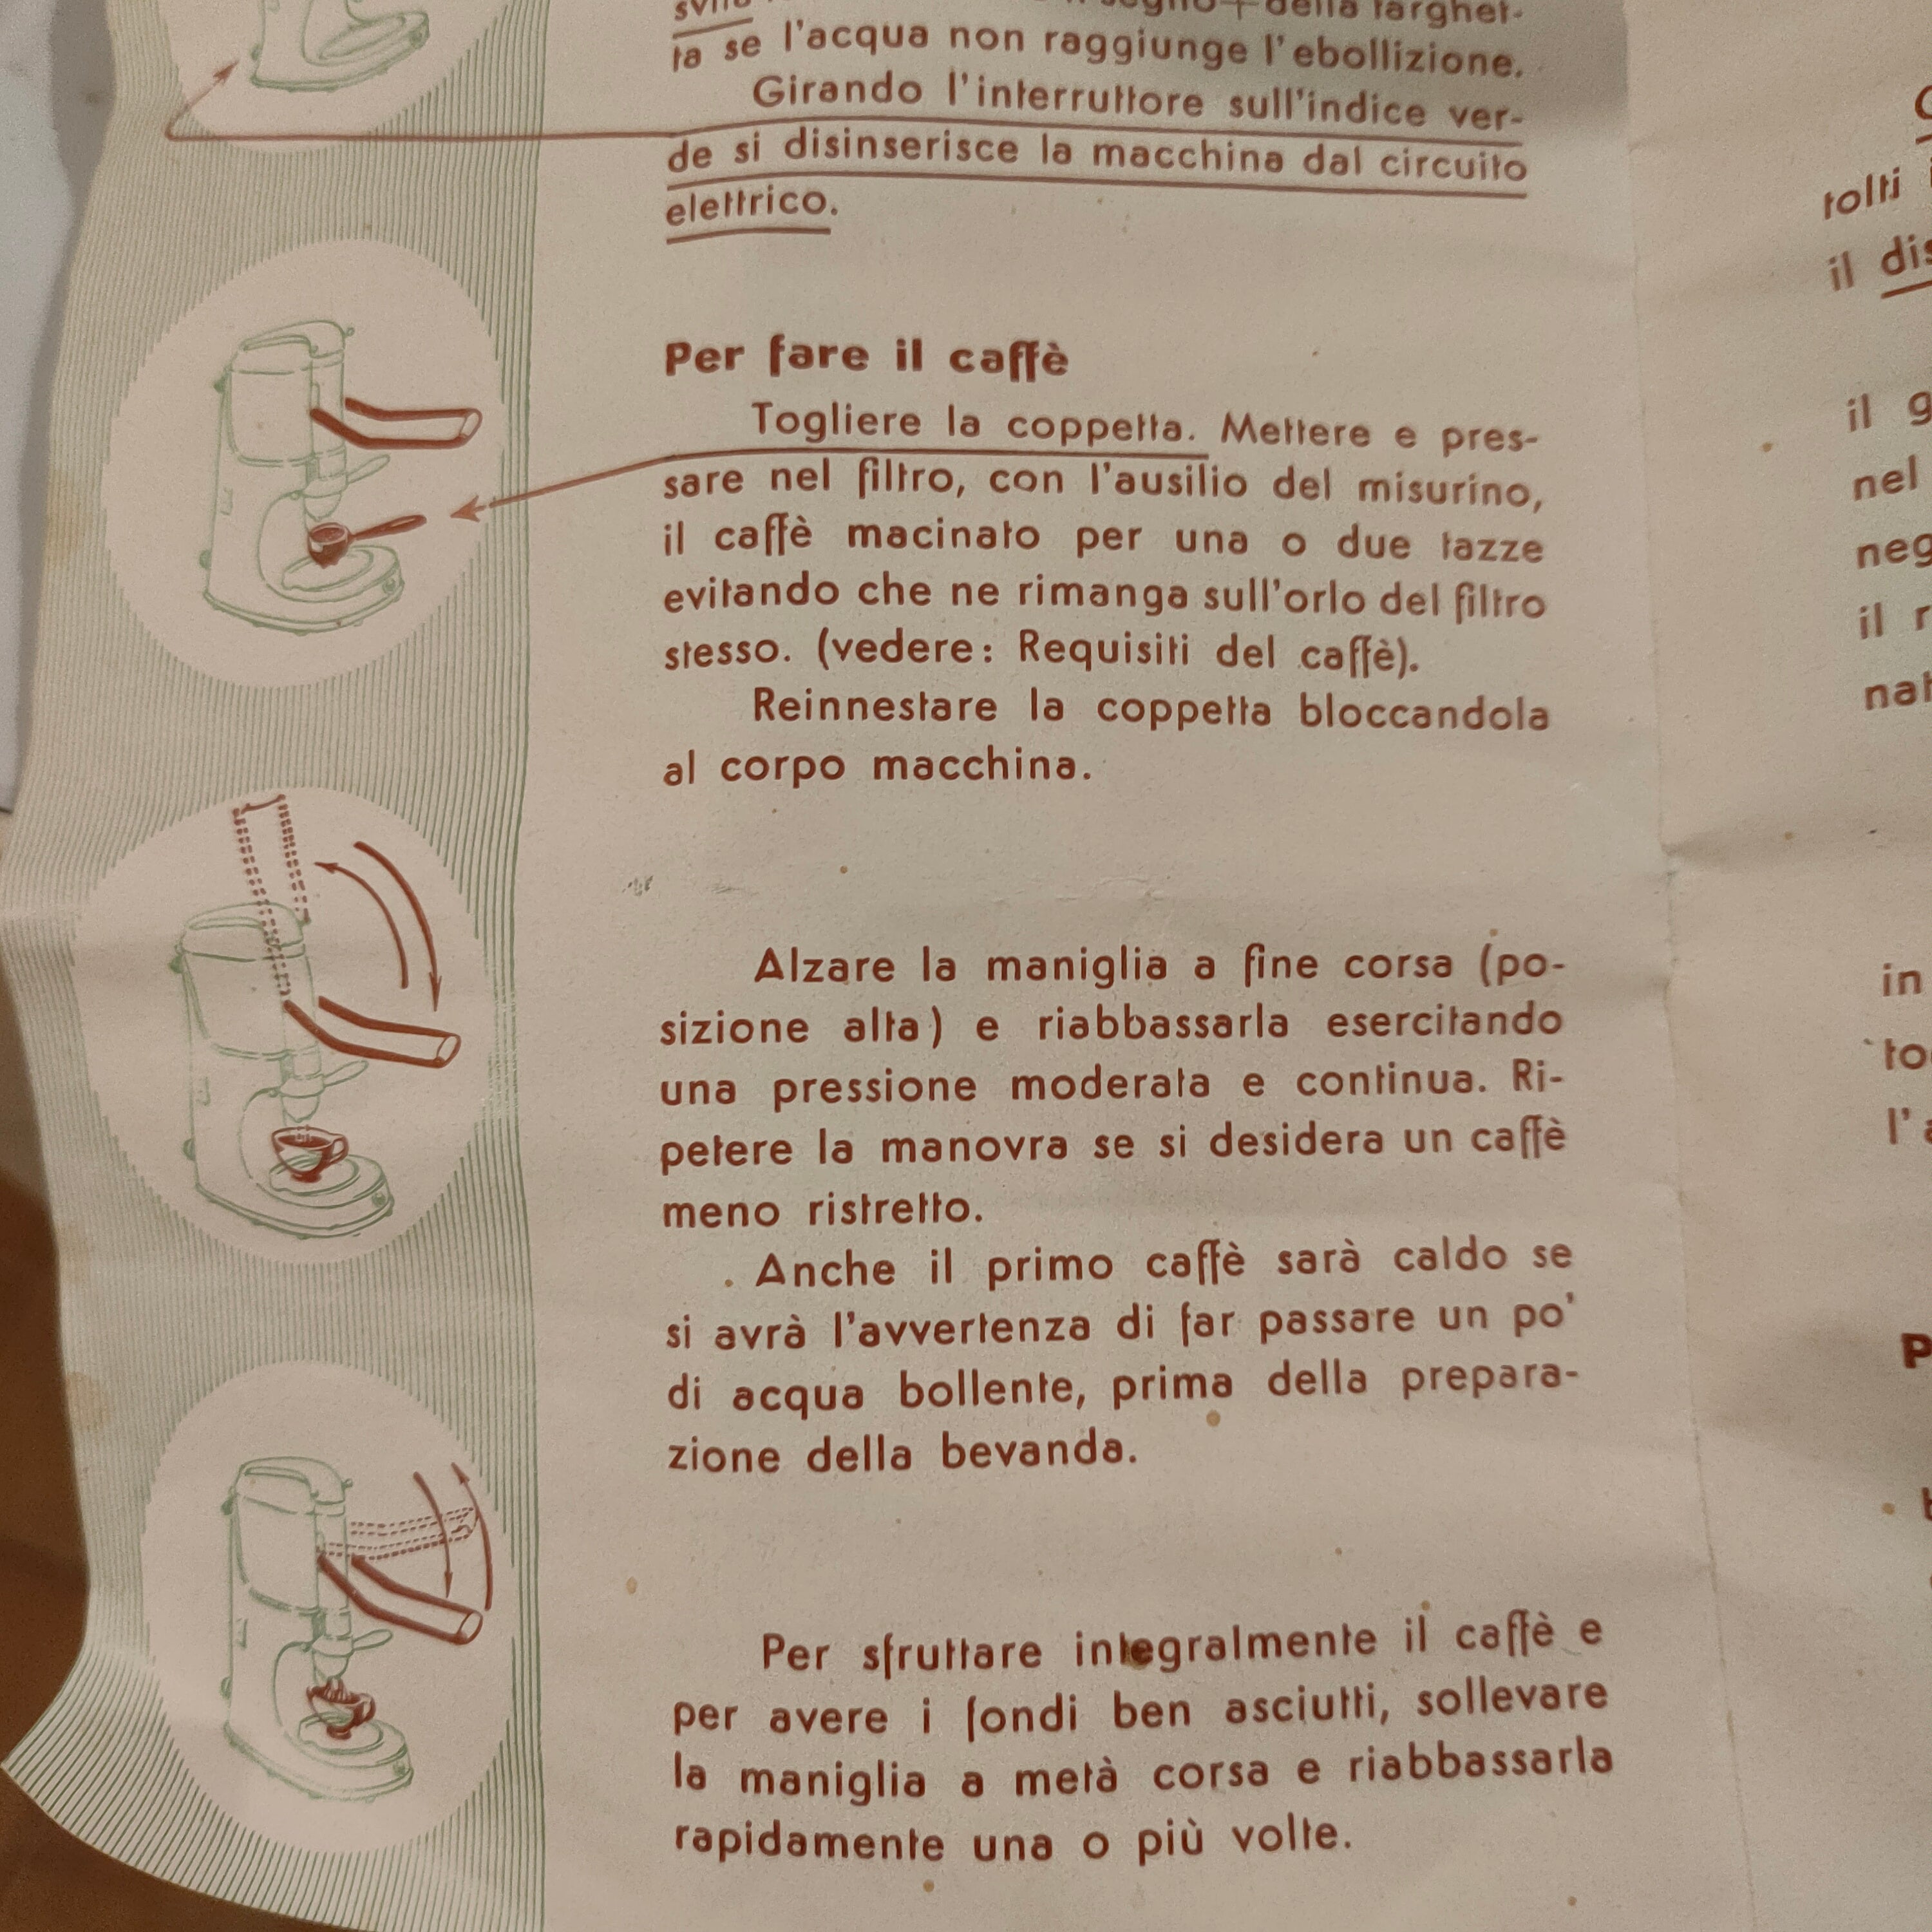 della targhet-
ta se l'acqua non raggiunge l'ebollizione.
Girando l'interruttore sull'indice ver-
de si disinserisce la macchina dal circuito
elettrico.
Per fare il caffè
Togliere la coppetta. Mettere e pres-
sare nel filtro, con l'ausilio del misurino,
il caffè macinato per una o due tazze
evitando che ne rimanga sull'orlo del filtro
stesso. (vedere: Requisiti del caffè).
Reinnestare la coppetta bloccandola
al corpo macchina.
Alzare la maniglia a fine corsa (po-
sizione alta) e riabbassarla esercitando
una pressione moderata e continua. Ri-
petere la manovra se si desidera un caffè
meno ristretto.
Anche il primo caffè sarà caldo se
si avrà l'avvertenza di far passare un po'
di acqua bollente, prima della prepara-
zione della bevanda.
Per sfruttare integralmente il caffè e
per avere i fondi ben asciutti, sollevare
la maniglia a metà corsa e riabbassarla
rapidamente una o più volte.
tolti
il
il
nel
il
in